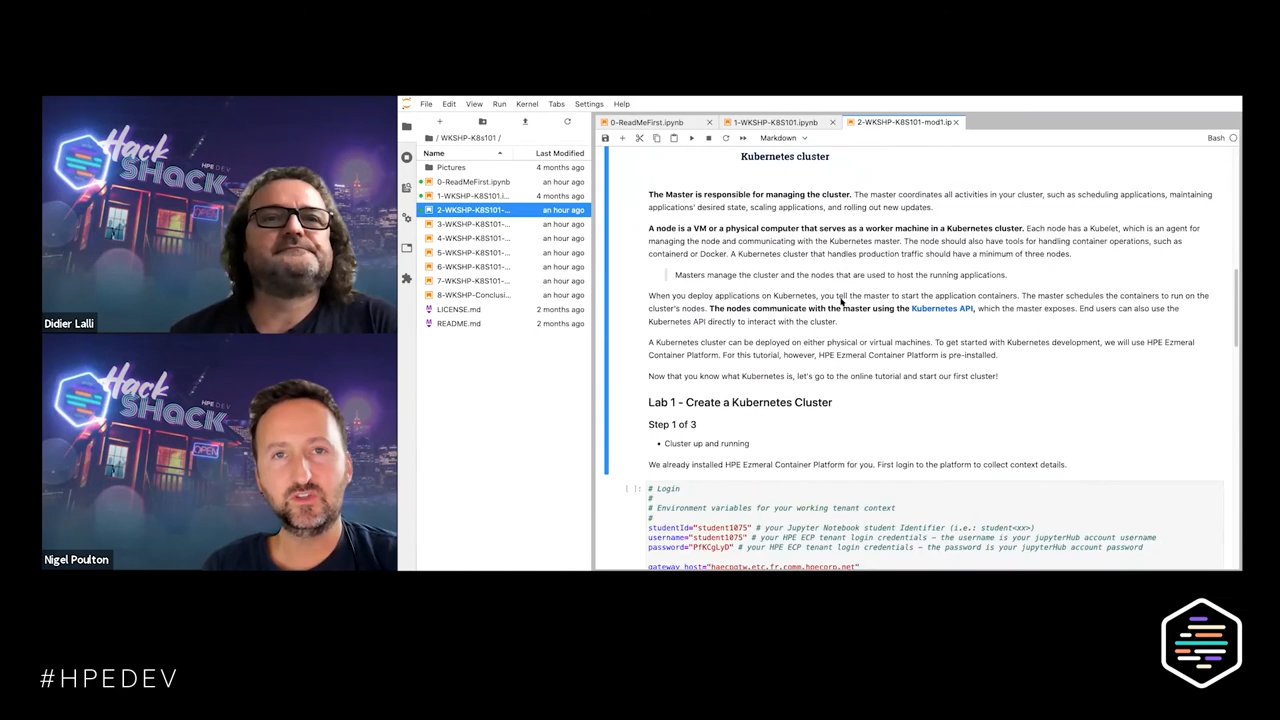 Hack
SHACK
HPE DEV
OPEN
Didier Lalli
Hack
SHACK
HPE DEV
OPEN
Nigel Poulton
File Edit View Run Kernel Tabs Settings Help
/ WKSHP-K8s101 /
Name Last Modified
Pictures 4 months ago
0-ReadMeFirst.ipynb an hour ago
1-WKSHP-K8S101.i... 4 months ago
2-WKSHP-K8S101-... an hour ago
3-WKSHP-K8S101-... an hour ago
4-WKSHP-K8S101-... an hour ago
5-WKSHP-K8S101-... an hour ago
6-WKSHP-K8S101-... an hour ago
7-WKSHP-K8S101-... an hour ago
8-WKSHP-Conclusi... an hour ago
LICENSE.md 2 months ago
README.md 2 months ago
0-ReadMeFirst.ipynb 1-WKSHP-K8S101.ipynb 2-WKSHP-K8S101-mod1.ip
Markdown Bash
Kubernetes cluster
The Master is responsible for managing the cluster. The master coordinates all activities in your cluster, such as scheduling applications, maintaining
applications' desired state, scaling applications, and rolling out new updates.
A node is a VM or a physical computer that serves as a worker machine in a Kubernetes cluster. Each node has a Kubelet, which is an agent for
managing the node and communicating with the Kubernetes master. The node should also have tools for handling container operations, such as
containerd or Docker. A Kubernetes cluster that handles production traffic should have a minimum of three nodes.
Masters manage the cluster and the nodes that are used to host the running applications.
When you deploy applications on Kubernetes, you tell the master to start the application containers. The master schedules the containers to run on the
cluster's nodes. The nodes communicate with the master using the Kubernetes API, which the master exposes. End users can also use the
Kubernetes API directly to interact with the cluster.
A Kubernetes cluster can be deployed on either physical or virtual machines. To get started with Kubernetes development, we will use HPE Ezmeral
Container Platform. For this tutorial, however, HPE Ezmeral Container Platform is pre-installed.
Now that you know what Kubernetes is, let's go to the online tutorial and start our first cluster!
Lab 1 - Create a Kubernetes Cluster
Step 1 of 3
• Cluster up and running
We already installed HPE Ezmeral Container Platform for you. First login to the platform to collect context details.
[ ]: # Login
#
# Environment variables for your working tenant context
#
studentId="student1075" # your Jupyter Notebook student Identifier (i.e.: student<xx>)
username="student1075" # your HPE ECP tenant login credentials – the username is your jupyterHub account username
password="PfKCgLyD" # your HPE ECP tenant login credentials – the password is your jupyterHub account password
gateway_host="haecpgtw.etc.fr.comm.hpecorp.net"
#HPEDEV